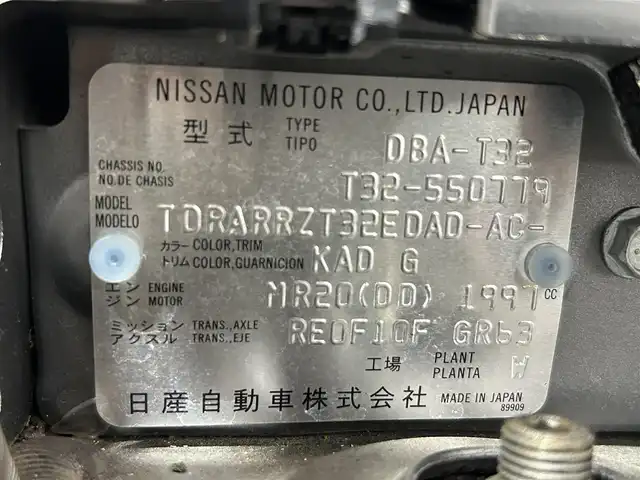 NISSAN MOTOR CO.,LTD.JAPAN
型式 TYPE TIPO DBA-T32
CHASSIS NO. NO.DE CHASIS T32-550779
MODEL MODELO TDRARRZT32EDAD-AC-
カラー COLOR,TRIM トリム COLOR,GUARNICION KAD G
エンジン ENGINE MOTOR MR20(DD) 1997 CC
ミッション TRANS.,AXLE アクスル TRANS.,EJE RE0F10F GR63
工場 PLANT PLANTA W
日産自動車株式会社 MADE IN JAPAN
89909